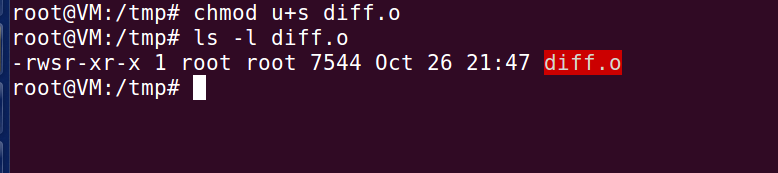 root@VM:/tmp# chmod u+s diff.o
root@VM:/tmp# ls -l diff.o
-rwsr-xr-x 1 root root 7544 Oct 26 21:47 diff.o
root@VM:/tmp#